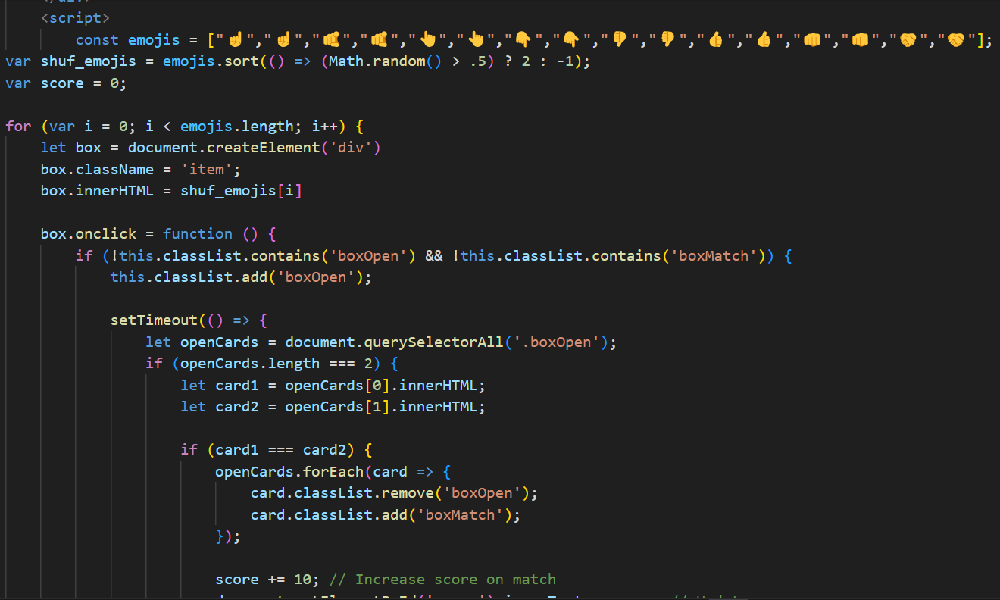 <script>
const emojis = ["☝️","☝️","🫵","🫵","👆","👆","👇","👇","👎","👎","👍","👍","👊","👊","🤝","🤝"];
var shuf_emojis = emojis.sort(() => (Math.random() > .5) ? 2 : -1);
var score = 0;
for (var i = 0; i < emojis.length; i++) {
let box = document.createElement('div')
box.className = 'item';
box.innerHTML = shuf_emojis[i]
box.onclick = function () {
if (!this.classList.contains('boxOpen') && !this.classList.contains('boxMatch')) {
this.classList.add('boxOpen');
setTimeout(() => {
let openCards = document.querySelectorAll('.boxOpen');
if (openCards.length === 2) {
let card1 = openCards[0].innerHTML;
let card2 = openCards[1].innerHTML;
if (card1 === card2) {
openCards.forEach(card => {
card.classList.remove('boxOpen');
card.classList.add('boxMatch');
});
score += 10; // Increase score on match